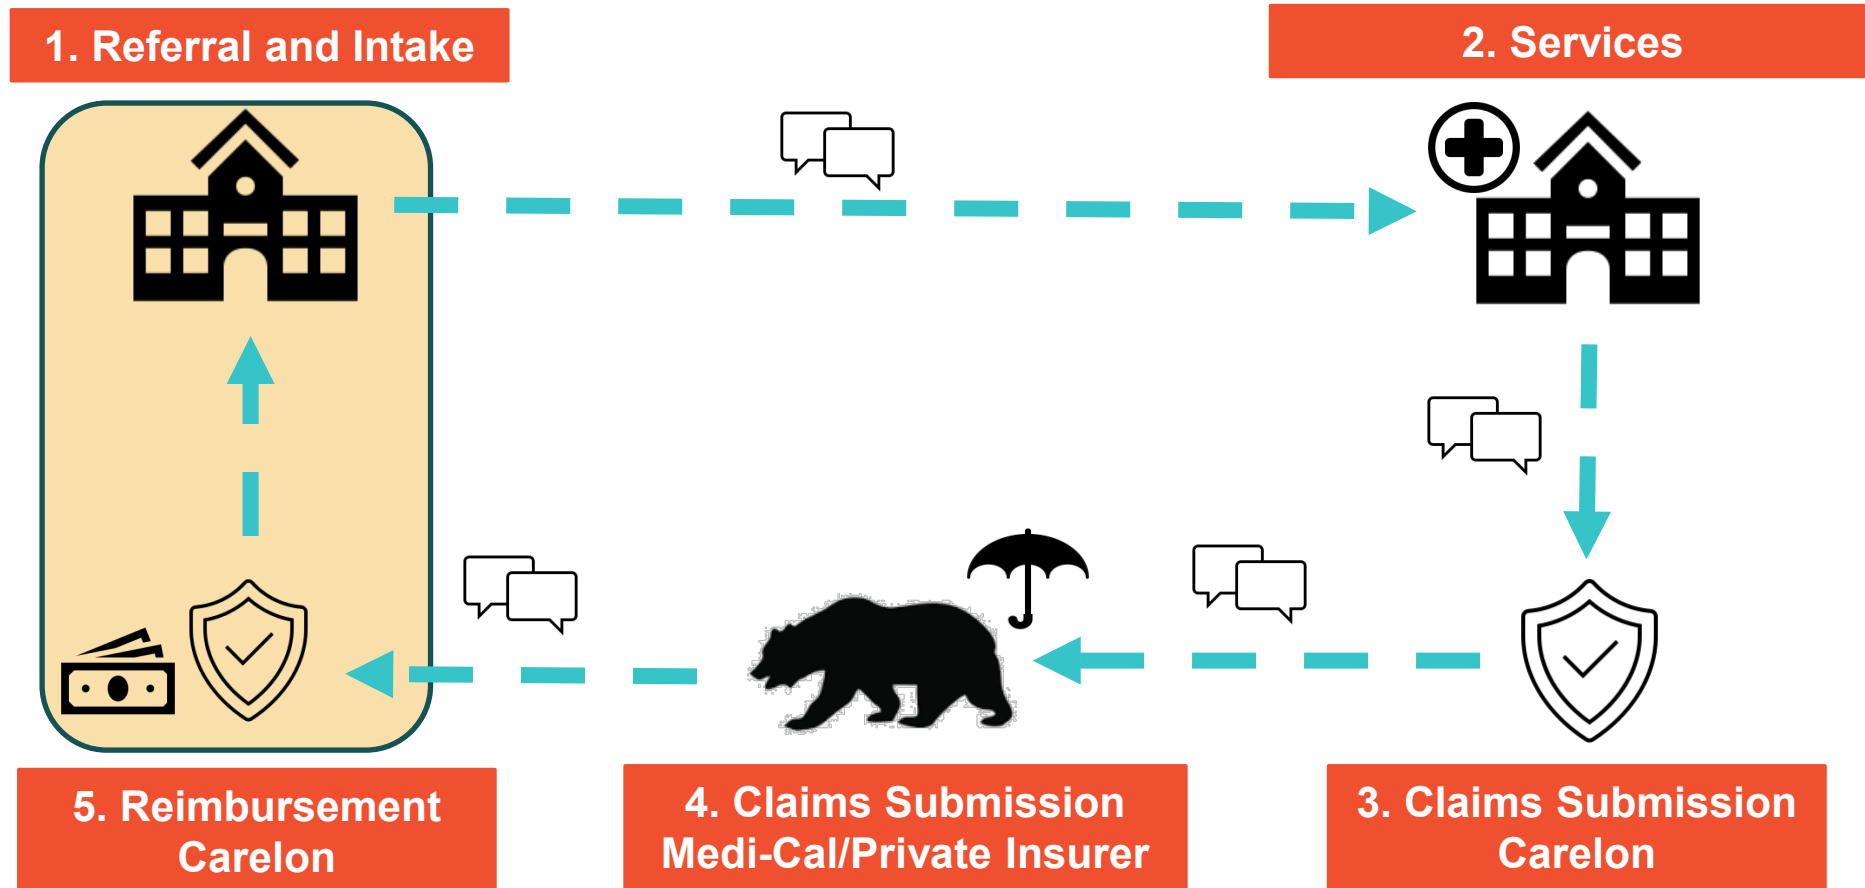 1. Referral and Intake
2. Services
5. Reimbursement
Carelon
4. Claims Submission
Medi-Cal/Private Insurer
3. Claims Submission
Carelon